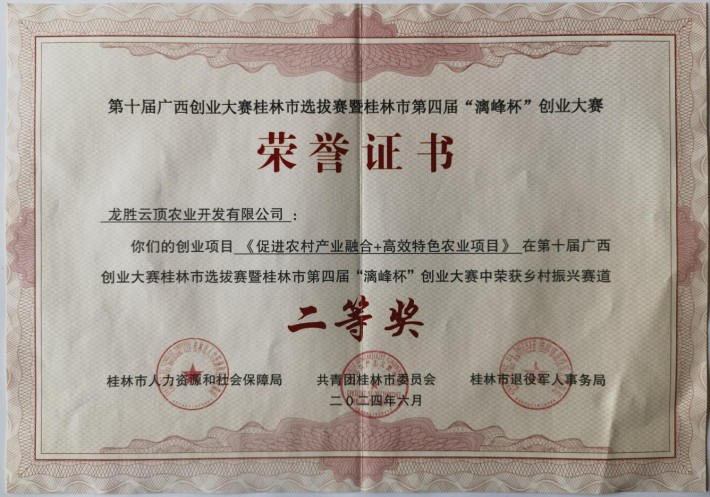 第十届广西创业大赛桂林市选拔赛暨桂林市第四届“漓峰杯”创业大赛
荣誉证书
龙胜云顶农业开发有限公司：
你们的创业项目《促进农村产业融合+高效特色农业项目》在第十届广西
创业大赛桂林市选拔赛暨桂林市第四届“漓峰杯”创业大赛中荣获乡村振兴赛道
二等奖
桂林市人力资源和社会保障局 共青团桂林市委员会 桂林市退役军人事务局
二〇二四年六月